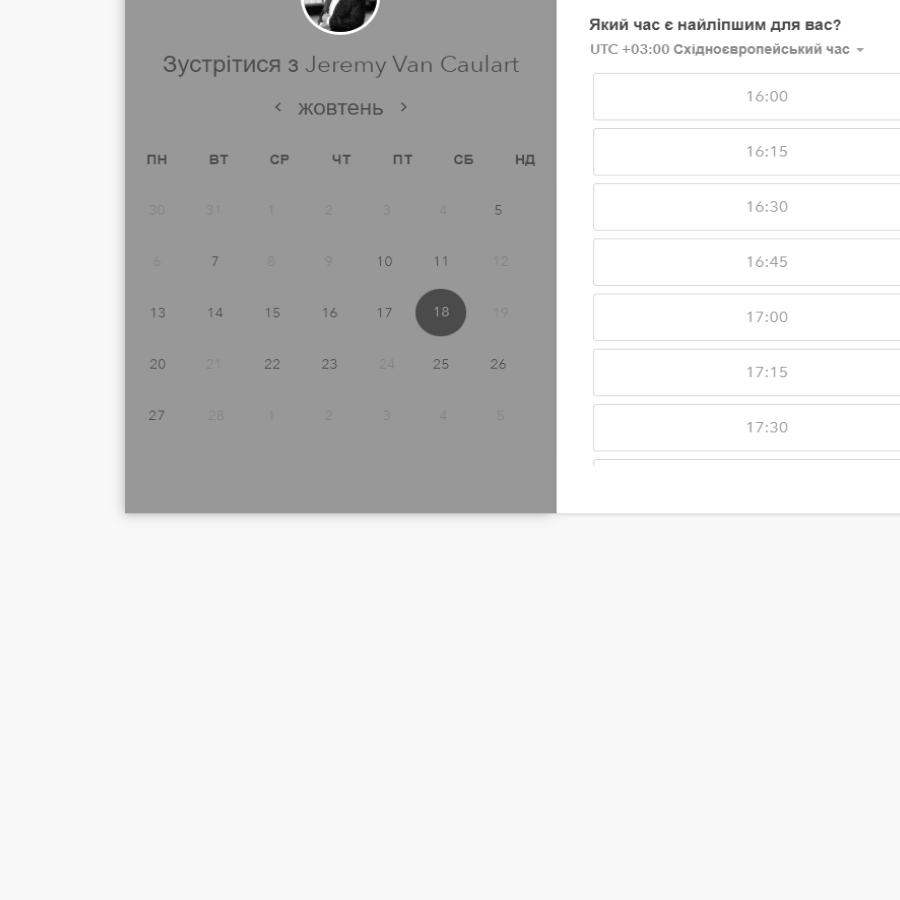 Зустрітися з Jeremy Van Caulart
жовтень
ПН ВТ СР ЧТ ПТ СБ НД
30 31 1 2 3 4 5
6 7 8 9 10 11 12
13 14 15 16 17 18 19
20 21 22 23 24 25 26
27 28 1 2 3 4 5
Який час є найліпшим для вас?
UTC +03:00 Східноєвропейський час
16:00
16:15
16:30
16:45
17:00
17:15
17:30